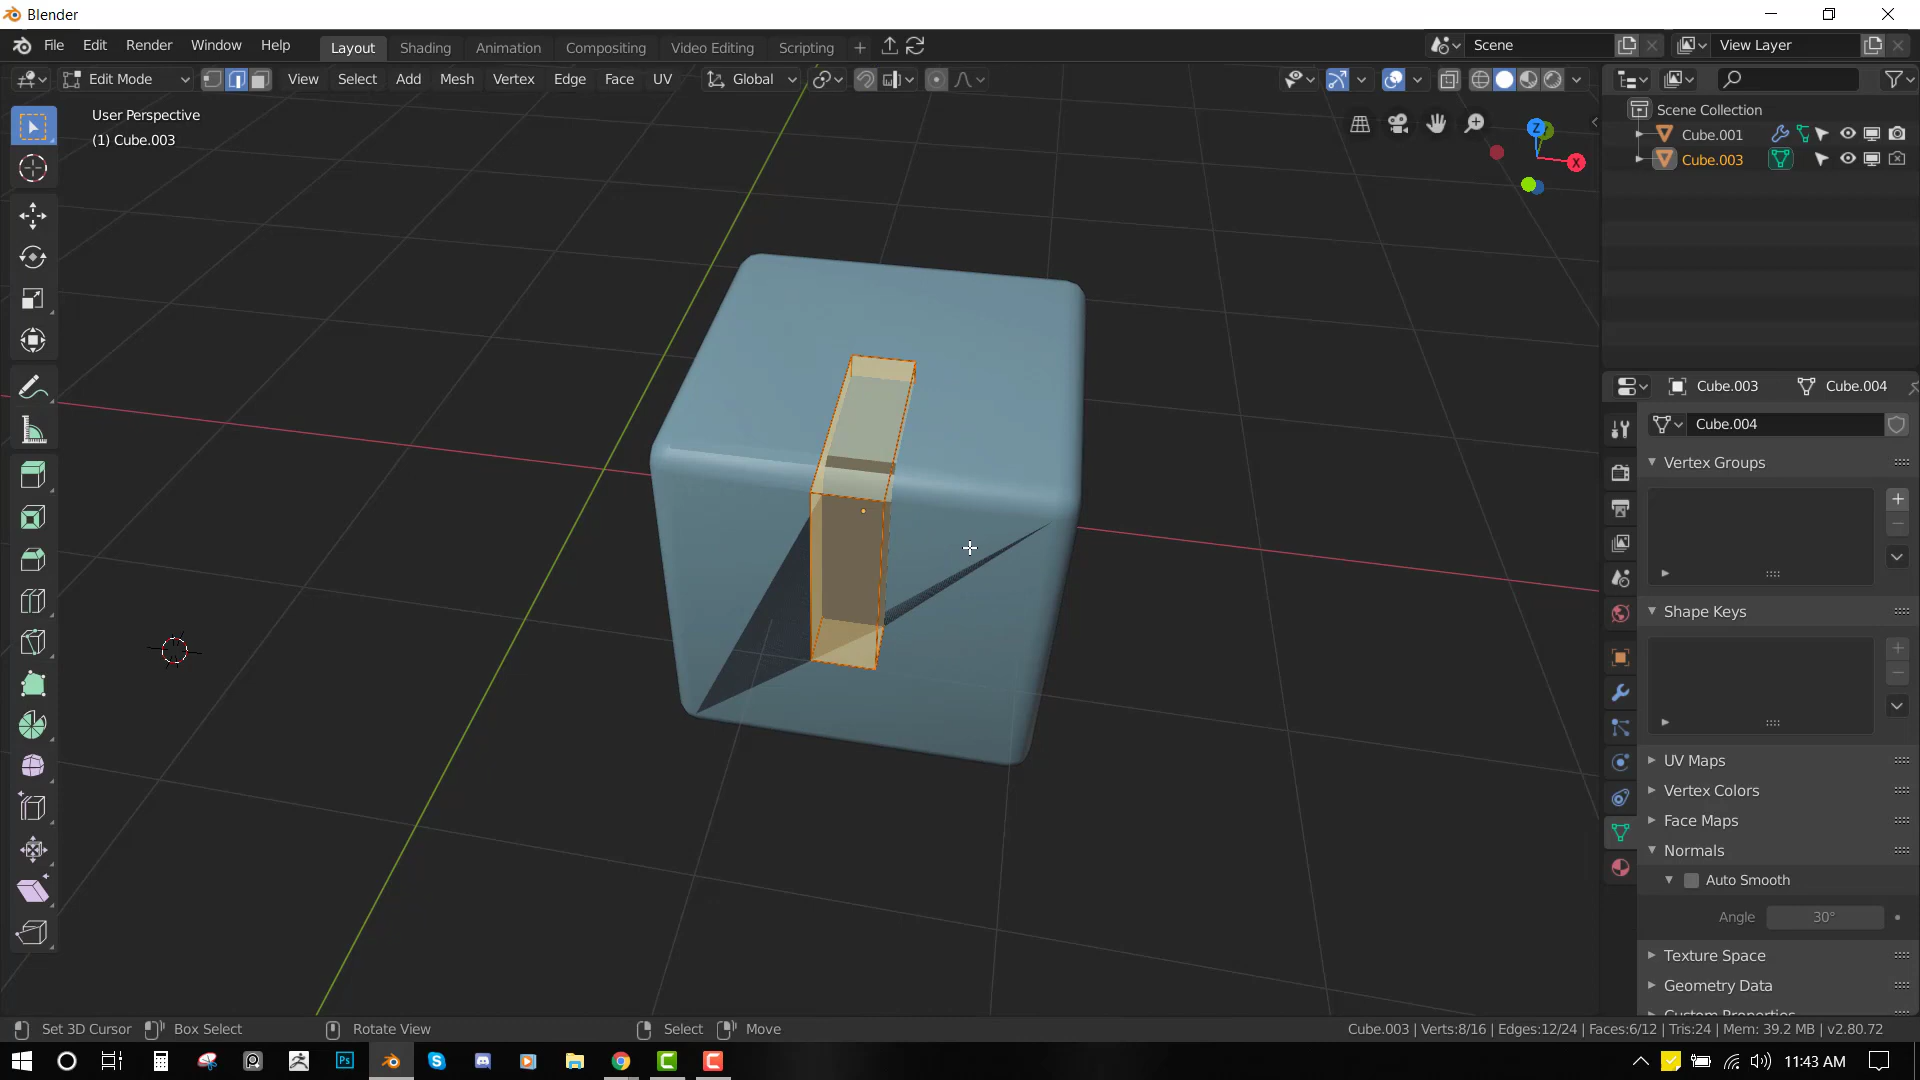 Blender
File Edit Render Window Help Layout Shading Animation Compositing Video Editing Scripting Scene View Layer
Edit Mode View Select Add Mesh Vertex Edge Face UV Global
User Perspective
(1) Cube.003
Z
X
Scene Collection
Cube.001
Cube.003
Cube.003 Cube.004
Cube.004
Vertex Groups
Shape Keys
UV Maps
Vertex Colors
Face Maps
Normals
Auto Smooth
Angle 30°
Texture Space
Geometry Data
Custom Properties
Set 3D Cursor Box Select Rotate View Select Move Cube.003 | Verts:8/16 | Edges:12/24 | Faces:6/12 | Tris:24 | Mem: 39.2 MB | v2.80.72
Ps 11:43 AM